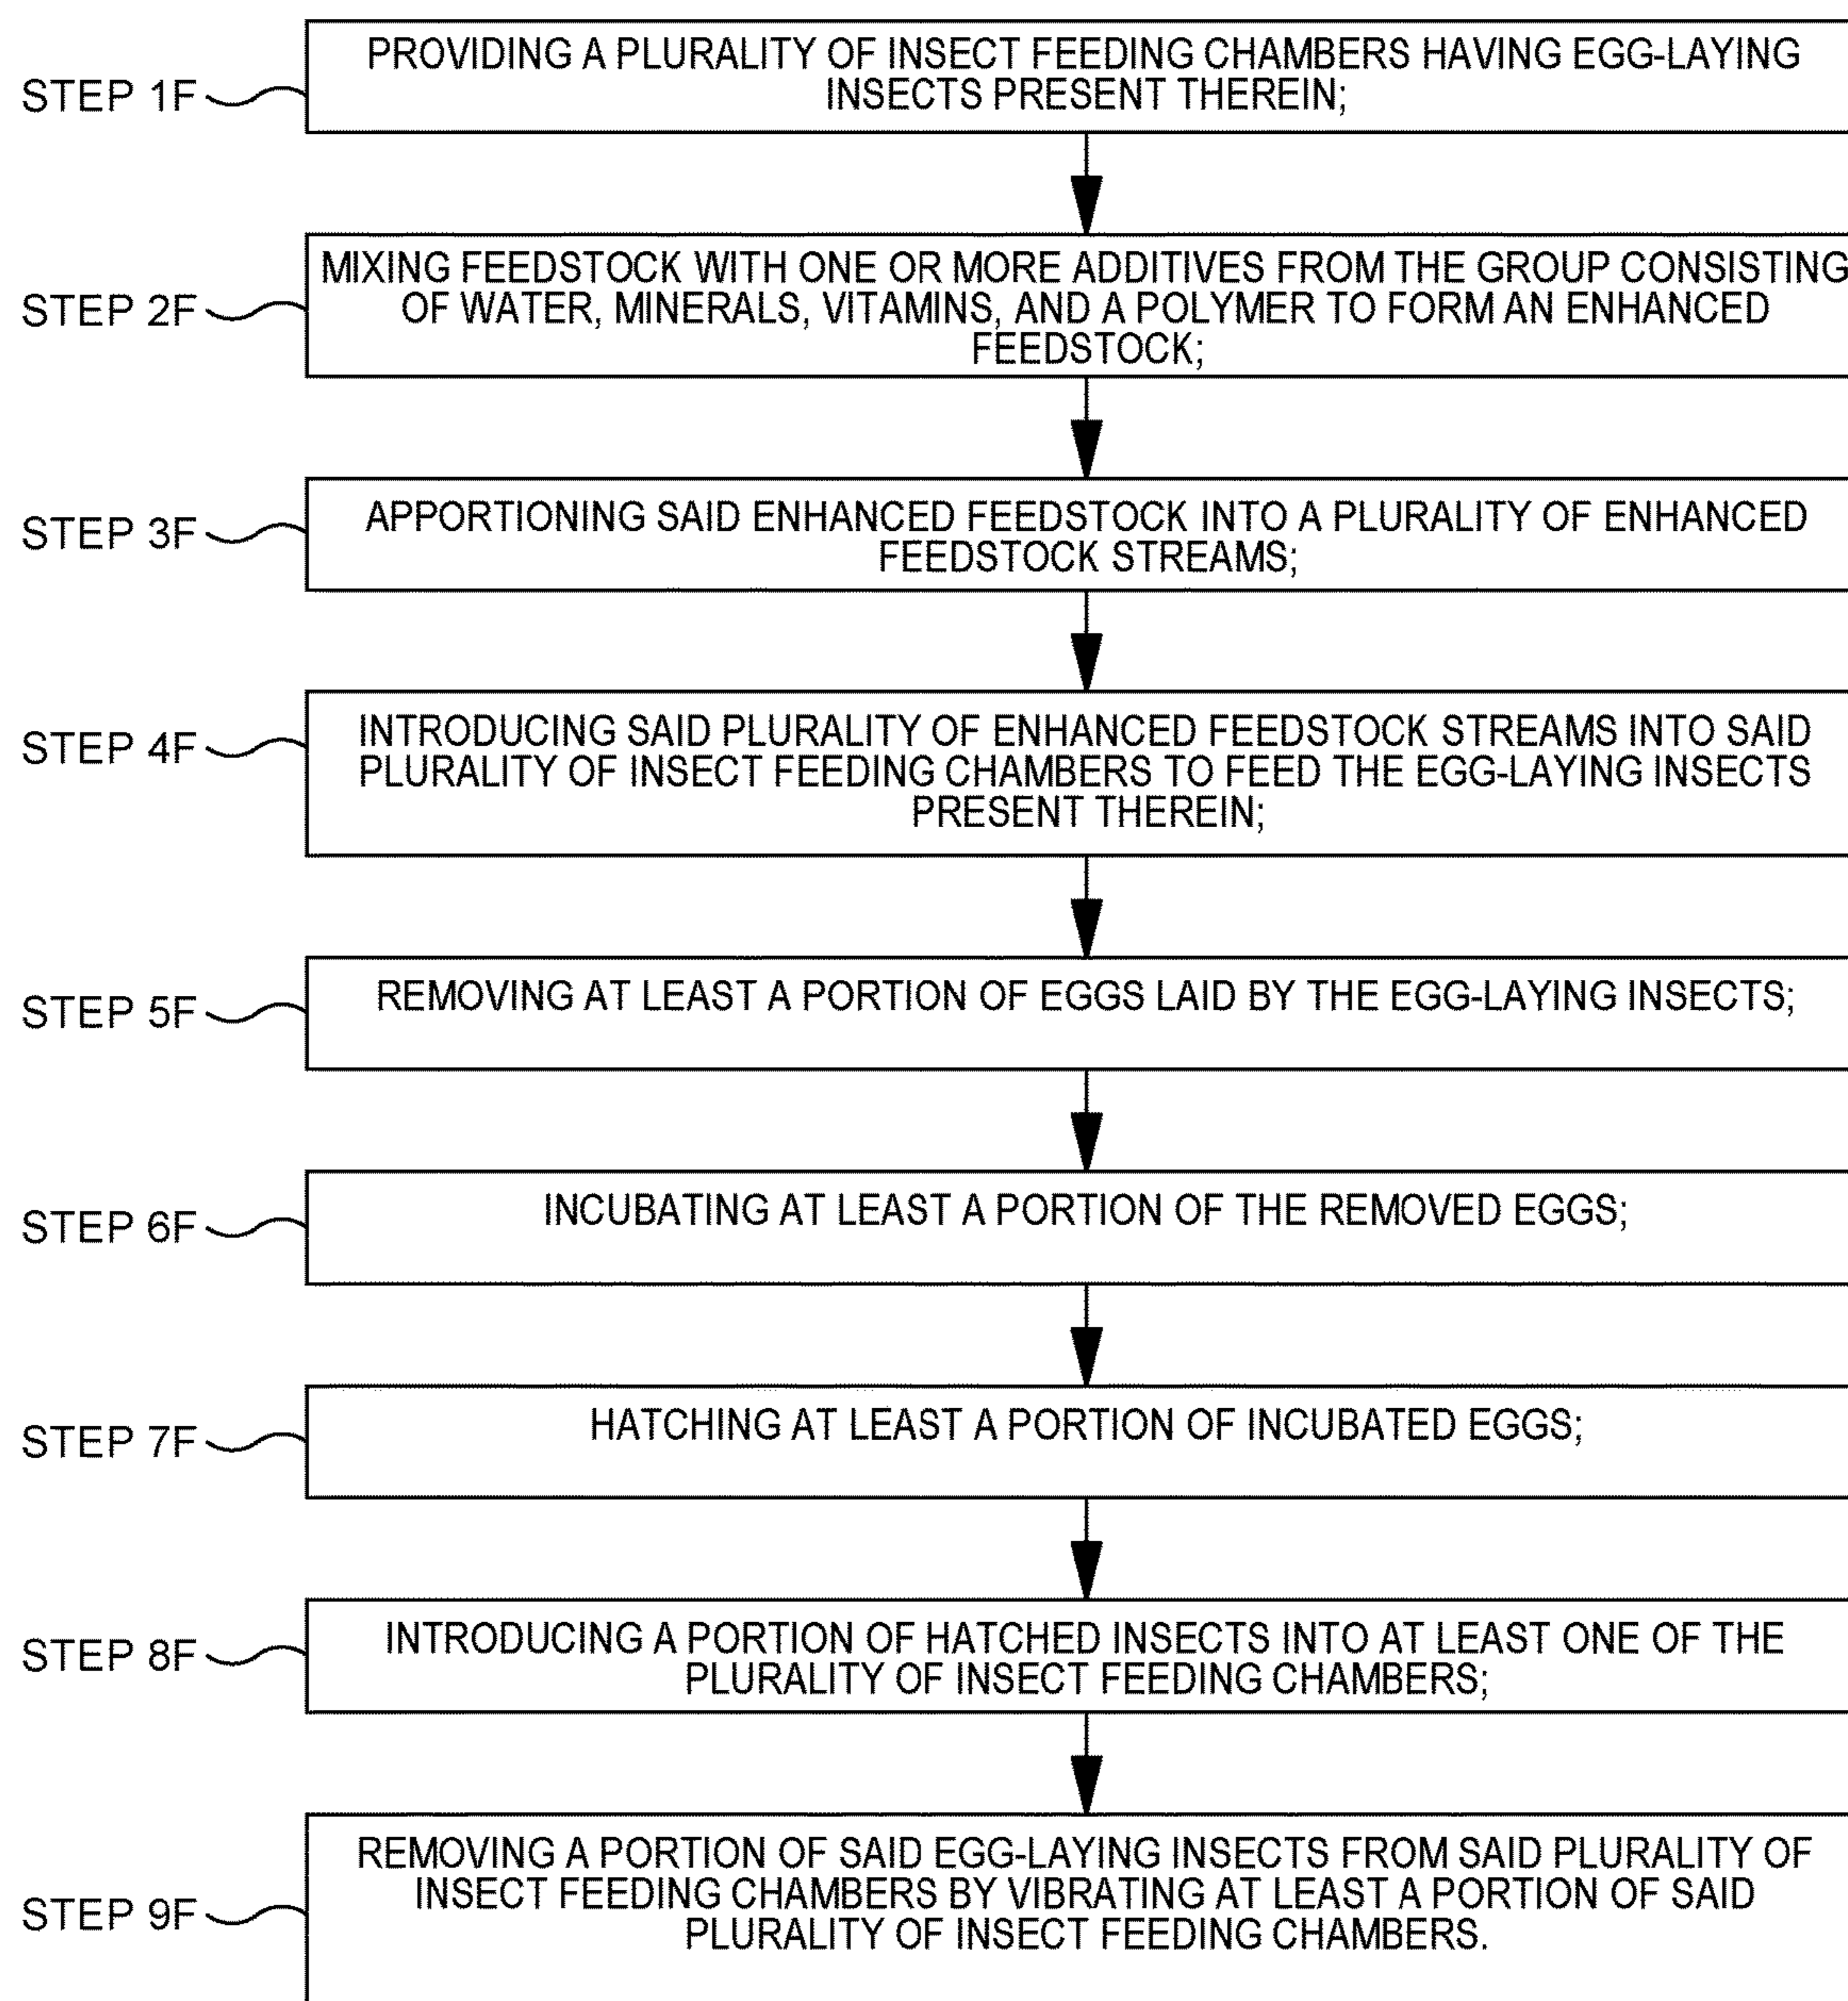 STEP 1F
PROVIDING A PLURALITY OF INSECT FEEDING CHAMBERS HAVING EGG-LAYING
INSECTS PRESENT THEREIN;
STEP 2F
MIXING FEEDSTOCK WITH ONE OR MORE ADDITIVES FROM THE GROUP CONSISTING
OF WATER, MINERALS, VITAMINS, AND A POLYMER TO FORM AN ENHANCED
FEEDSTOCK;
STEP 3F
APPORTIONING SAID ENHANCED FEEDSTOCK INTO A PLURALITY OF ENHANCED
FEEDSTOCK STREAMS;
STEP 4F
INTRODUCING SAID PLURALITY OF ENHANCED FEEDSTOCK STREAMS INTO SAID
PLURALITY OF INSECT FEEDING CHAMBERS TO FEED THE EGG-LAYING INSECTS
PRESENT THEREIN;
STEP 5F
REMOVING AT LEAST A PORTION OF EGGS LAID BY THE EGG-LAYING INSECTS;
STEP 6F
INCUBATING AT LEAST A PORTION OF THE REMOVED EGGS;
STEP 7F
HATCHING AT LEAST A PORTION OF INCUBATED EGGS;
STEP 8F
INTRODUCING A PORTION OF HATCHED INSECTS INTO AT LEAST ONE OF THE
PLURALITY OF INSECT FEEDING CHAMBERS;
STEP 9F
REMOVING A PORTION OF SAID EGG-LAYING INSECTS FROM SAID PLURALITY OF
INSECT FEEDING CHAMBERS BY VIBRATING AT LEAST A PORTION OF SAID
PLURALITY OF INSECT FEEDING CHAMBERS.